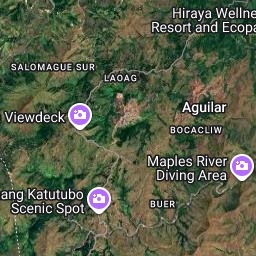 Hiraya Wellne
Resort and Ecopa
SALOMAGUE SUR
LAOAG
Aguilar
Viewdeck
BOCACLIW
Maples River
Diving Area
ang Katutubo
Scenic Spot
BUER